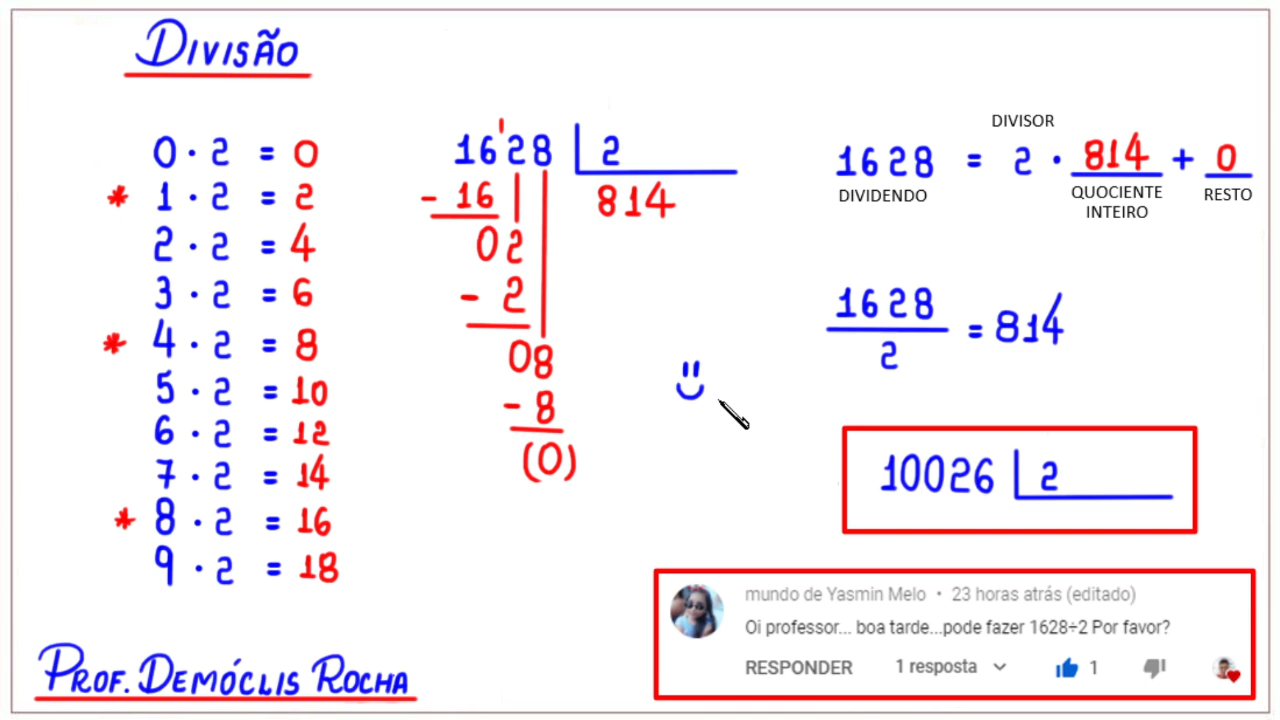 DIVISÃO
0 · 2 = 0
* 1 · 2 = 2
2 · 2 = 4
3 · 2 = 6
* 4 · 2 = 8
5 · 2 = 10
6 · 2 = 12
7 · 2 = 14
* 8 · 2 = 16
9 · 2 = 18
PROF. DEMÓCLIS ROCHA
16'28 2
- 16 814
02
- 2
08
- 8
(0)
DIVISOR
1628 = 2 · 814 + 0
DIVIDENDO QUOCIENTE RESTO
INTEIRO
1628
2
= 814
10026 2
mundo de Yasmin Melo • 23 horas atrás (editado)
Oi professor... boa tarde...pode fazer 1628÷2 Por favor?
RESPONDER 1 resposta 1